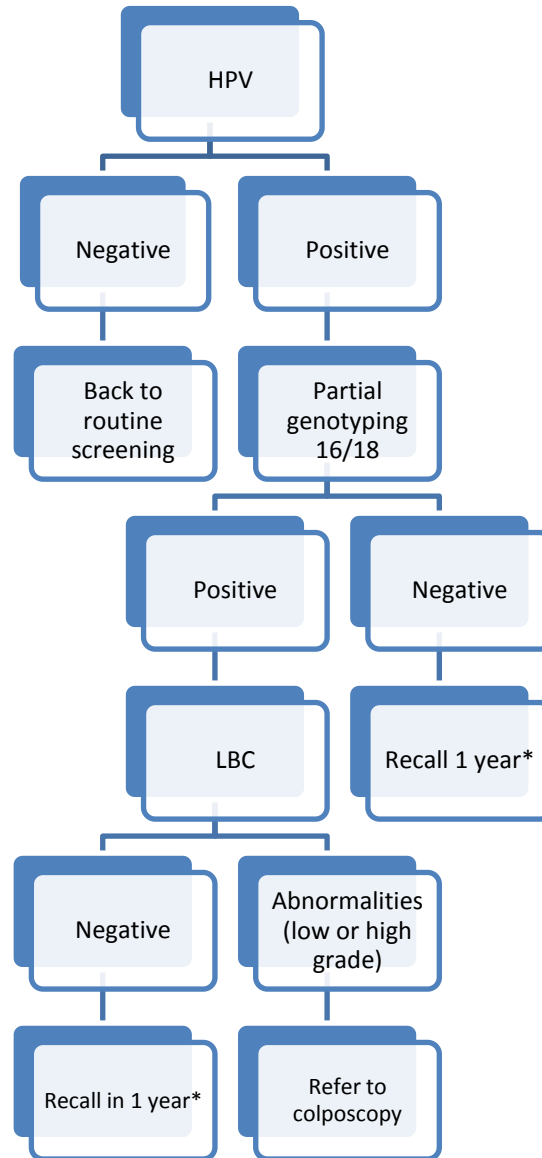 HPV
Negative
Positive
Back to
routine
screening
Partial
genotyping
16/18
Positive
Negative
LBC
Recall 1 year*
Negative
Abnormalities
(low or high
grade)
Recall in 1 year*
Refer to
colposcopy